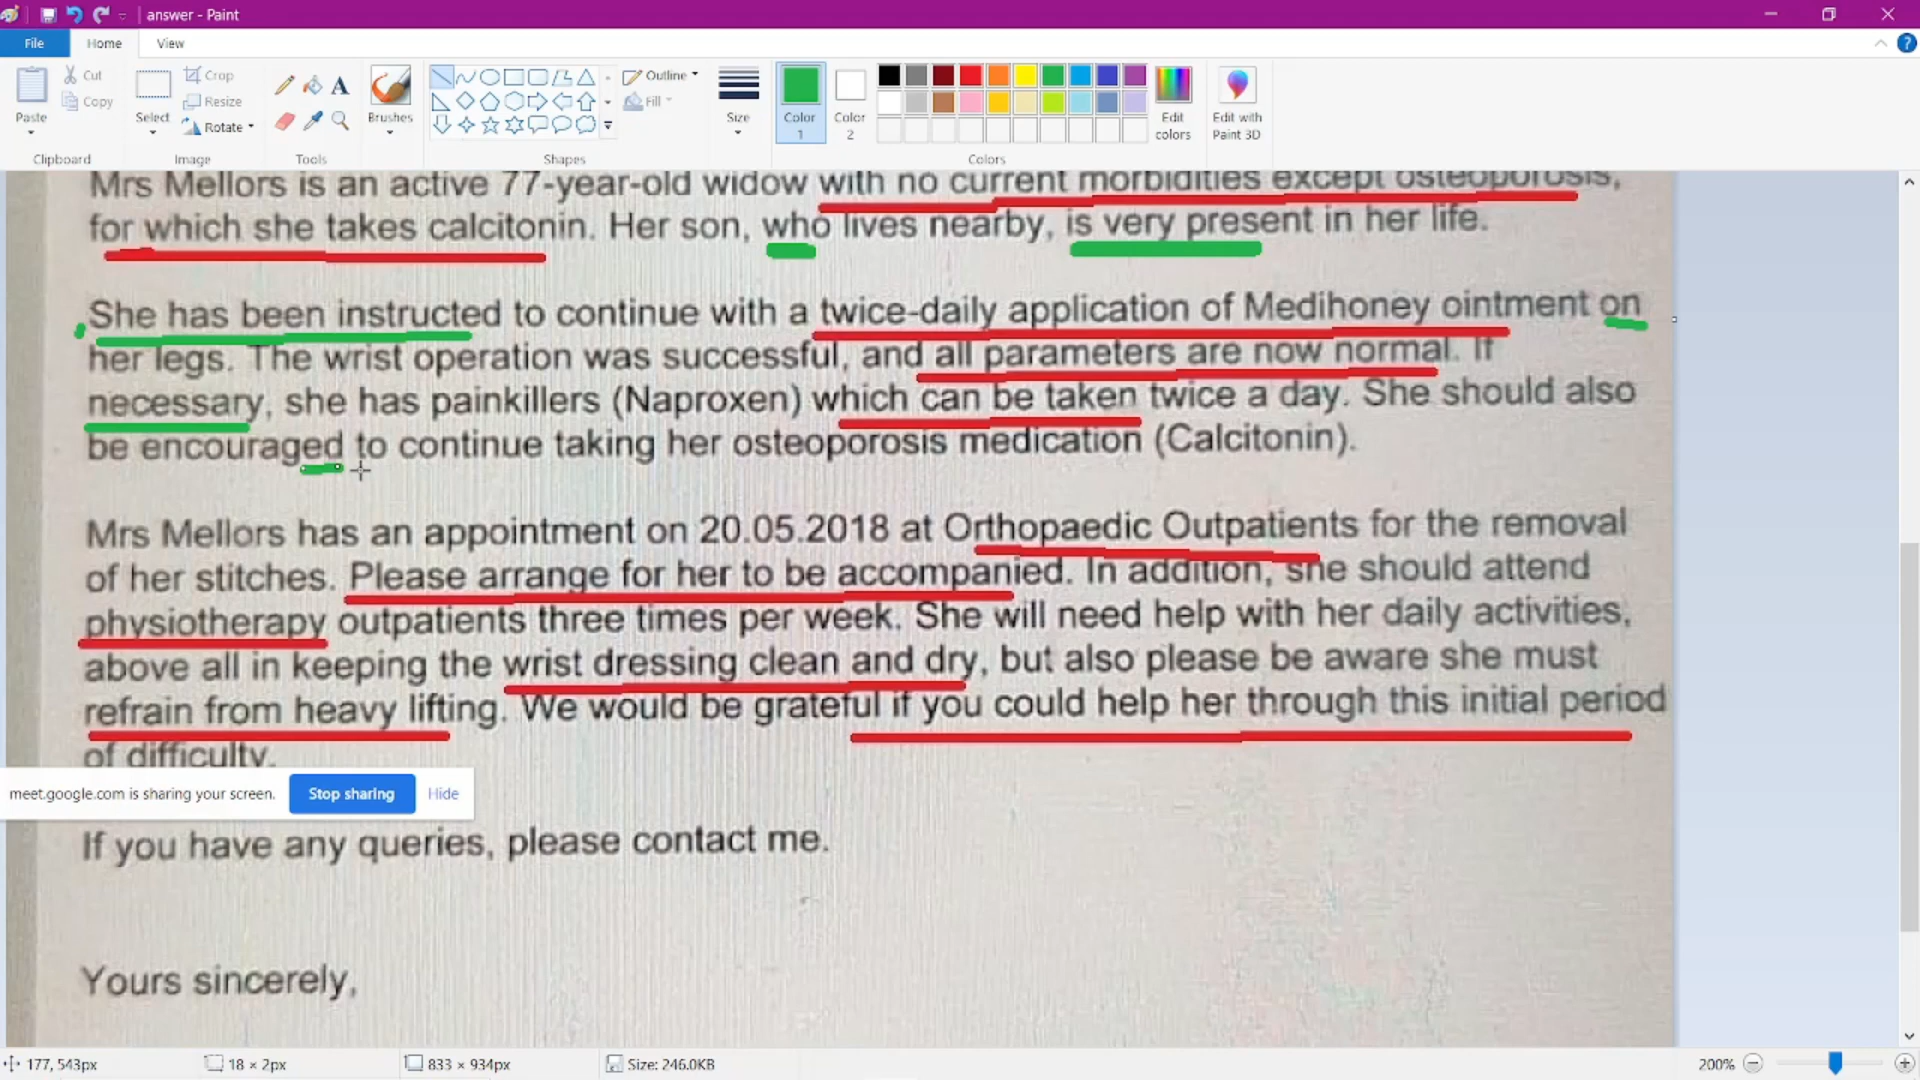 answer - Paint
File
Home
View
Paste
Cut
Copy
Clipboard
Select
Crop
Resize
Rotate
Image
Tools
Brushes
Shapes
Outline
Fill
Size
Color
1
Color
2
Edit
colors
Edit with
Paint 3D
Colors
Mrs Mellors is an active 77-year-old widow with no current morbidities except osteoporosis,
for which she takes calcitonin. Her son, who lives nearby, is very present in her life.
She has been instructed to continue with a twice-daily application of Medihoney ointment on
her legs. The wrist operation was successful, and all parameters are now normal. If
necessary, she has painkillers (Naproxen) which can be taken twice a day. She should also
be encouraged to continue taking her osteoporosis medication (Calcitonin).
Mrs Mellors has an appointment on 20.05.2018 at Orthopaedic Outpatients for the removal
of her stitches. Please arrange for her to be accompanied. In addition, she should attend
physiotherapy outpatients three times per week. She will need help with her daily activities,
above all in keeping the wrist dressing clean and dry, but also please be aware she must
refrain from heavy lifting. We would be grateful if you could help her through this initial period
of difficulty.
meet.google.com is sharing your screen.
Stop sharing
Hide
If you have any queries, please contact me.
Yours sincerely,
177, 543px
18 × 2px
833 × 934px
Size: 246.0KB
200%